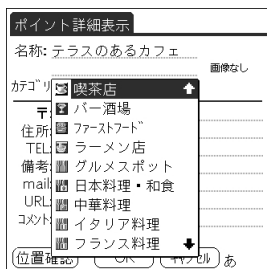 ポイント詳細表示
名称: テラスのあるカフェ
画像なし
カテゴリ
喫茶店
バー酒場
ファーストフード
ラーメン店
グルメスポット
日本料理・和食
中華料理
イタリア料理
フランス料理
〒:
住所:
TEL:
備考:
mail:
URL:
コメント:
位置確認
OK
キャンセル
あ